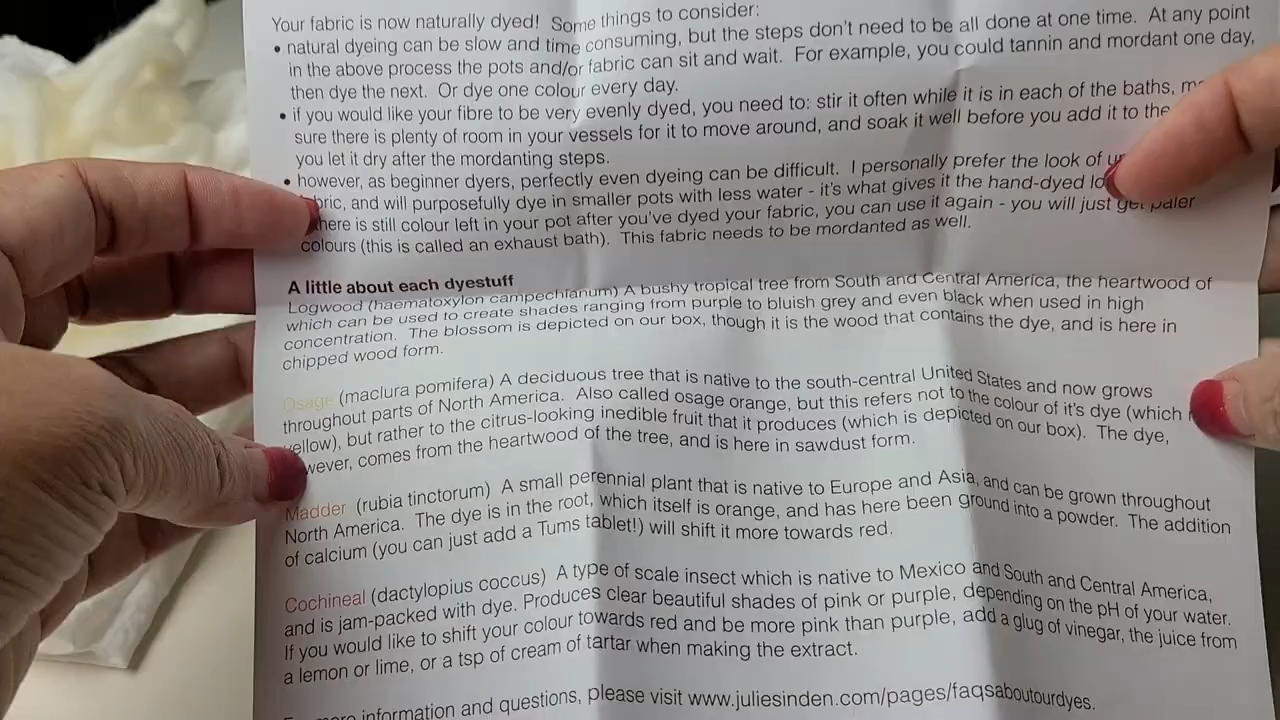 Your fabric is now naturally dyed! Some things to consider:
• natural dyeing can be slow and time consuming, but the steps don't need to be all done at one time. At any point
in the above process the pots and/or fabric can sit and wait. For example, you could tannin and mordant one day,
then dye the next. Or dye one colour every day.
• if you would like your fibre to be very evenly dyed, you need to: stir it often while it is in each of the baths,
sure there is plenty of room in your vessels for it to move around, and soak it well before you add it to the
you let it dry after the mordanting steps.
• however, as beginner dyers, perfectly even dyeing can be difficult. I personally prefer the look of
and will purposefully dye in smaller pots with less water - it's what gives it the hand-dyed
there is still colour left in your pot after you've dyed your fabric, you can use it again - you will just get paler
colours (this is called an exhaust bath). This fabric needs to be mordanted as well.
A little about each dyestuff
Logwood (haematoxylon campechianum) A bushy tropical tree from South and Central America, the heartwood of
which can be used to create shades ranging from purple to bluish grey and even black when used in high
concentration. The blossom is depicted on our box, though it is the wood that contains the dye, and is here in
chipped wood form.
Osage (maclura pomifera) A deciduous tree that is native to the south-central United States and now grows
throughout parts of North America. Also called osage orange, but this refers not to the colour of it's dye (which
yellow), but rather to the citrus-looking inedible fruit that it produces (which is depicted on our box). The dye,
however, comes from the heartwood of the tree, and is here in sawdust form.
Madder (rubia tinctorum) A small perennial plant that is native to Europe and Asia, and can be grown throughout
North America. The dye is in the root, which itself is orange, and has here been ground into a powder. The addition
of calcium (you can just add a Tums tablet!) will shift it more towards red.
Cochineal (dactylopius coccus) A type of scale insect which is native to Mexico and South and Central America,
and is jam-packed with dye. Produces clear beautiful shades of pink or purple, depending on the pH of your water.
If you would like to shift your colour towards red and be more pink than purple, add a glug of vinegar, the juice from
a lemon or lime, or a tsp of cream of tartar when making the extract.
more information and questions, please visit www.juliesinden.com/pages/faqsaboutourdyes.